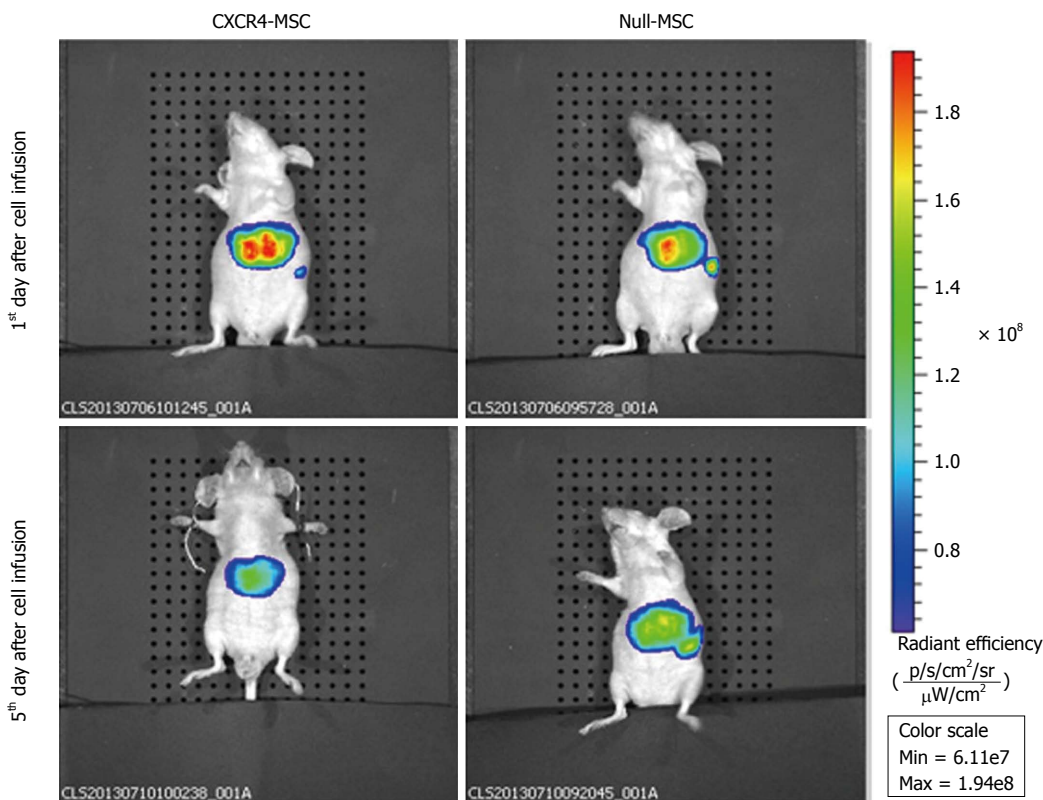 CXCR4-MSC
Null-MSC
1st day after cell infusion
CLS20130706101245_001A
CLS20130706095728_001A
5th day after cell infusion
CLS20130710100238_001A
CLS20130710092045_001A
1.8
1.6
1.4
× 10⁸
1.2
1.0
0.8
Radiant efficiency
( p/s/cm²/sr
μW/cm² )
Color scale
Min = 6.11e7
Max = 1.94e8